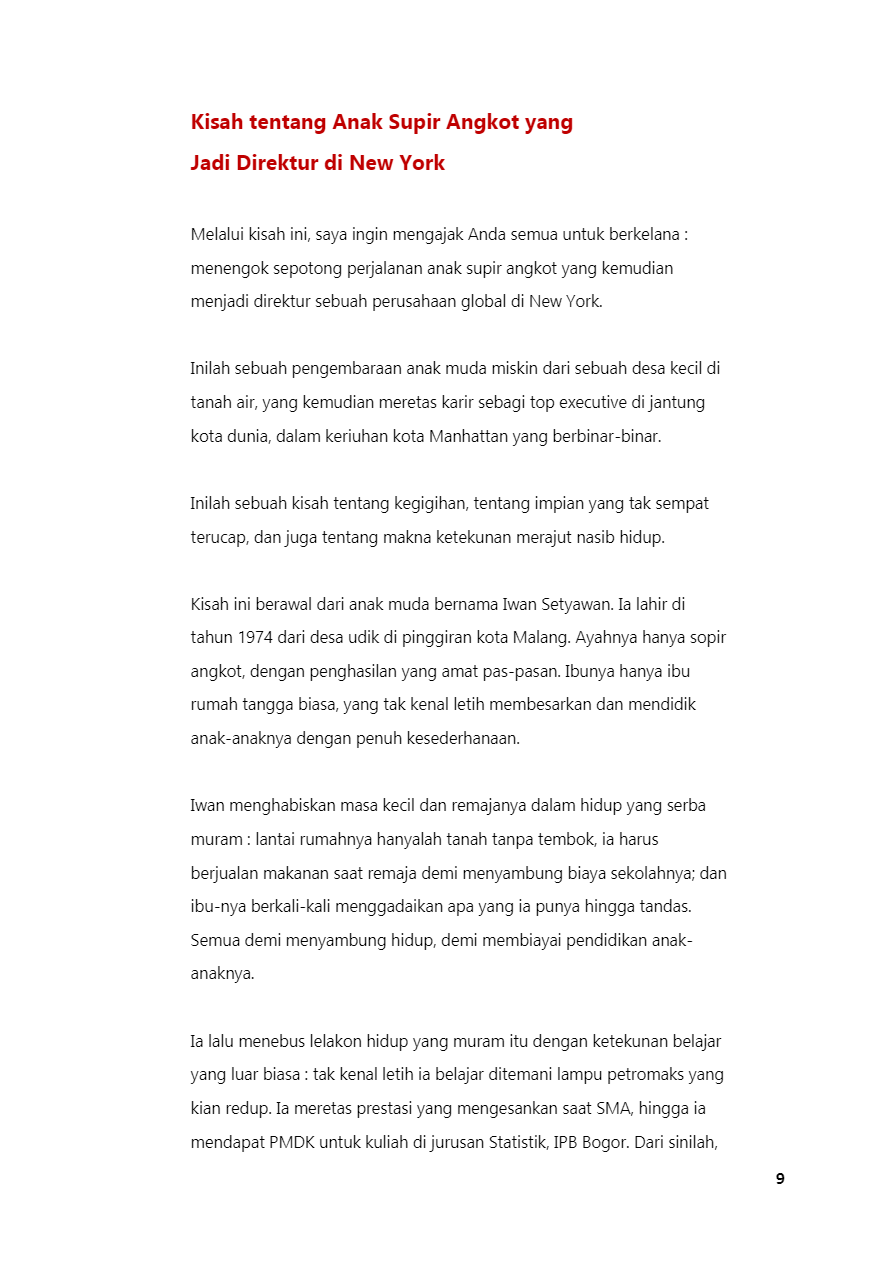 Kisah tentang Anak Supir Angkot yang
Jadi Direktur di New York
Melalui kisah ini, saya ingin mengajak Anda semua untuk berkelana :
menengok sepotong perjalanan anak supir angkot yang kemudian
menjadi direktur sebuah perusahaan global di New York.
Inilah sebuah pengembaraan anak muda miskin dari sebuah desa kecil di
tanah air, yang kemudian meretas karir sebagi top executive di jantung
kota dunia, dalam keriuhan kota Manhattan yang berbinar-binar.
Inilah sebuah kisah tentang kegigihan, tentang impian yang tak sempat
terucap, dan juga tentang makna ketekunan merajut nasib hidup.
Kisah ini berawal dari anak muda bernama Iwan Setyawan. Ia lahir di
tahun 1974 dari desa udik di pinggiran kota Malang. Ayahnya hanya sopir
angkot, dengan penghasilan yang amat pas-pasan. Ibunya hanya ibu
rumah tangga biasa, yang tak kenal letih membesarkan dan mendidik
anak-anaknya dengan penuh kesederhanaan.
Iwan menghabiskan masa kecil dan remajanya dalam hidup yang serba
muram : lantai rumahnya hanyalah tanah tanpa tembok, ia harus
berjualan makanan saat remaja demi menyambung biaya sekolahnya; dan
ibu-nya berkali-kali menggadaikan apa yang ia punya hingga tandas.
Semua demi menyambung hidup, demi membiayai pendidikan anak-
anaknya.
Ia lalu menebus lelakon hidup yang muram itu dengan ketekunan belajar
yang luar biasa : tak kenal letih ia belajar ditemani lampu petromaks yang
kian redup. Ia meretas prestasi yang mengesankan saat SMA, hingga ia
mendapat PMDK untuk kuliah di jurusan Statistik, IPB Bogor. Dari sinilah,
9